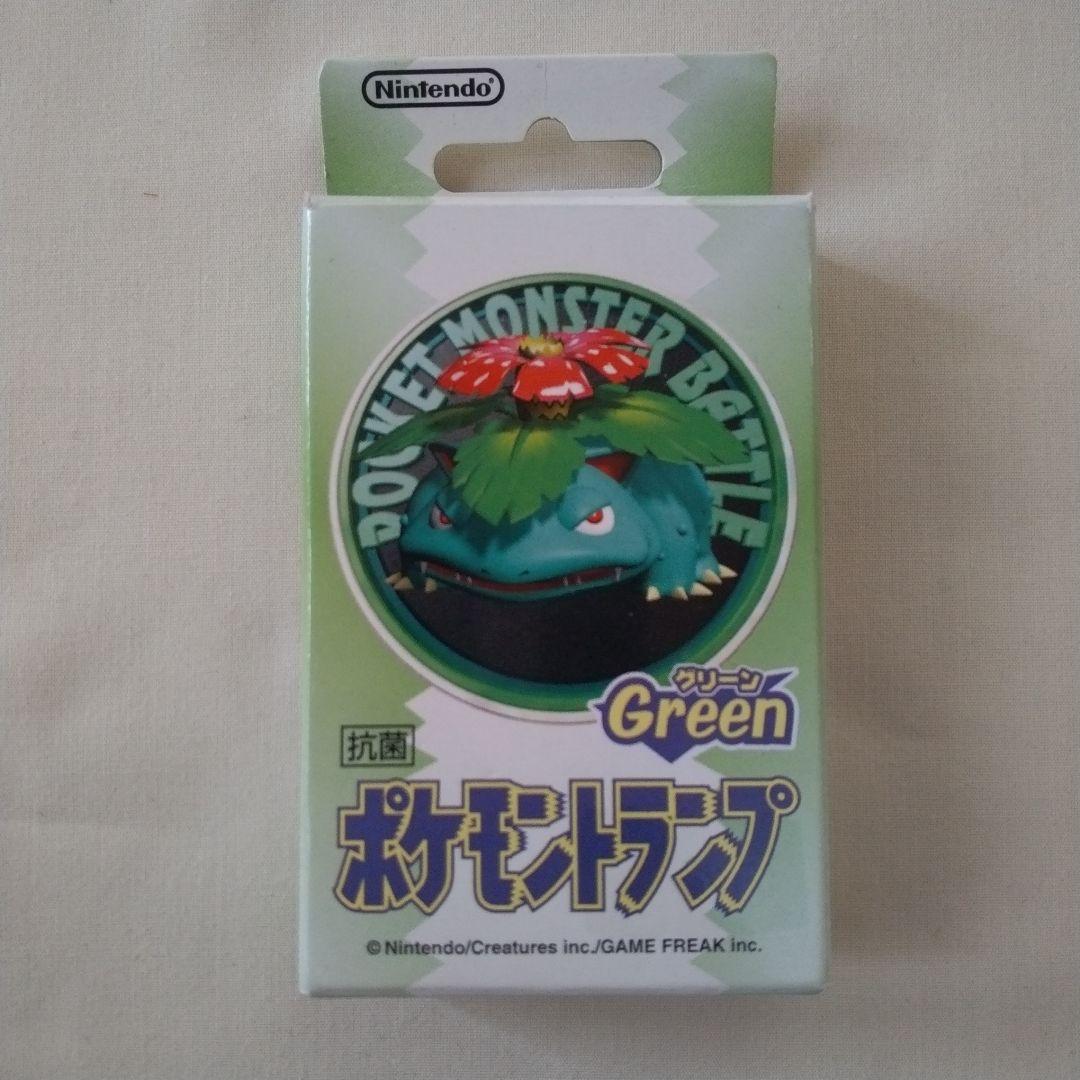 Nintendo®
POCKET MONSTER BATTLE
グリーン
Green
抗菌
ポケモントランプ
©Nintendo/Creatures inc./GAME FREAK inc.